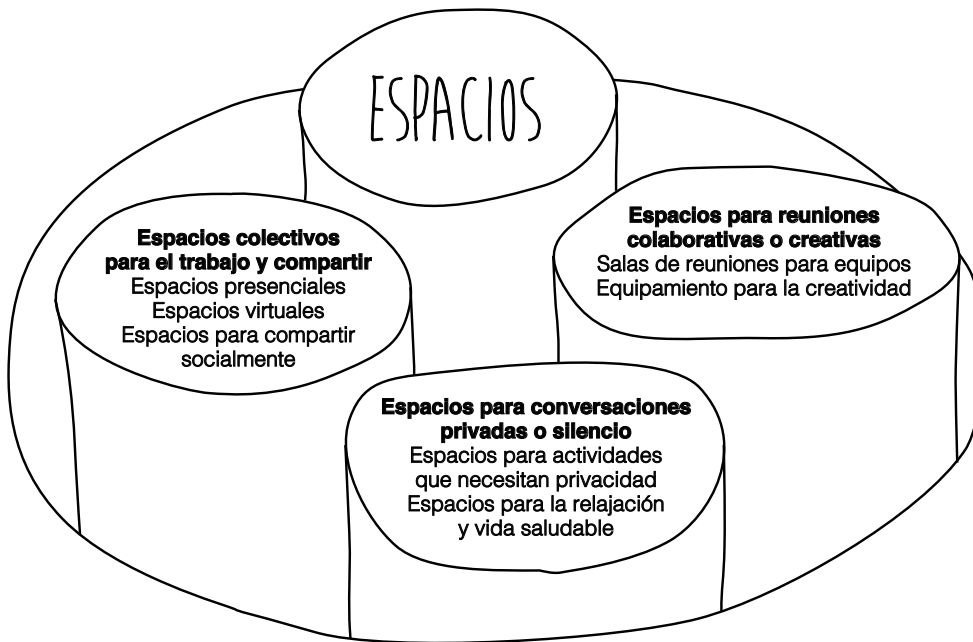 ESPACIOS
Espacios colectivos
para el trabajo y compartir
Espacios presenciales
Espacios virtuales
Espacios para compartir
socialmente
Espacios para reuniones
colaborativas o creativas
Salas de reuniones para equipos
Equipamiento para la creatividad
Espacios para conversaciones
privadas o silencio
Espacios para actividades
que necesitan privacidad
Espacios para la relajación
y vida saludable